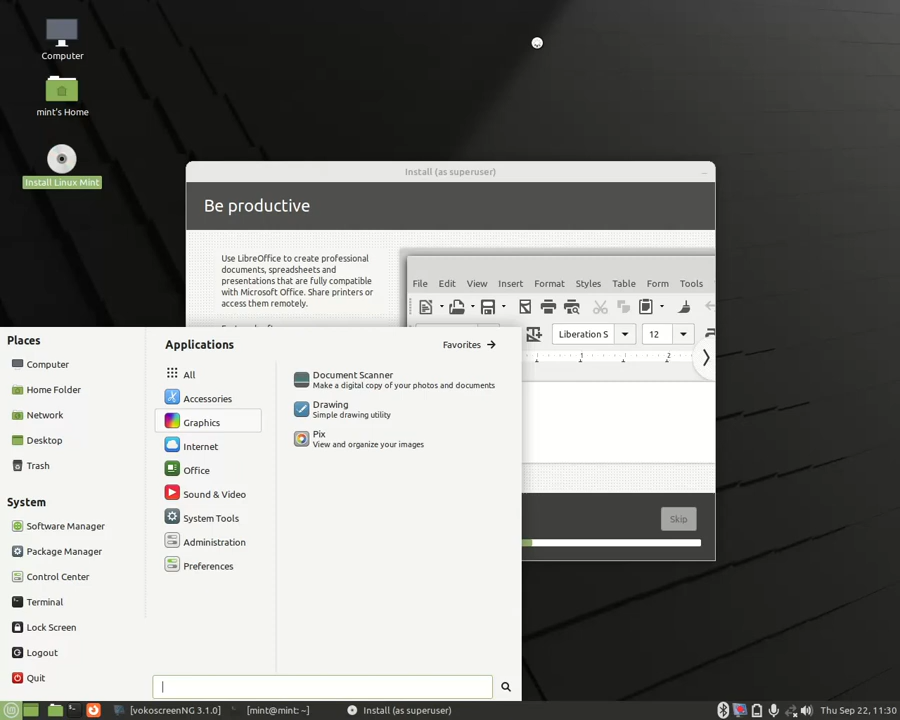 Computer
mint's Home
Install Linux Mint
Install (as superuser)
Be productive
Use LibreOffice to create professional
documents, spreadsheets and
presentations that are fully compatible
with Microsoft Office. Share printers or
access them remotely.
File Edit View Insert Format Styles Table Form Tools
Liberation S 12
1 2
Skip
Places
Computer
Home Folder
Network
Desktop
Trash
System
Software Manager
Package Manager
Control Center
Terminal
Lock Screen
Logout
Quit
Applications
Favorites
All
Accessories
Graphics
Internet
Office
Sound & Video
System Tools
Administration
Preferences
Document Scanner
Make a digital copy of your photos and documents
Drawing
Simple drawing utility
Pix
View and organize your images
[vokoscreenNG 3.1.0] [mint@mint: ~] Install (as superuser) Thu Sep 22, 11:30